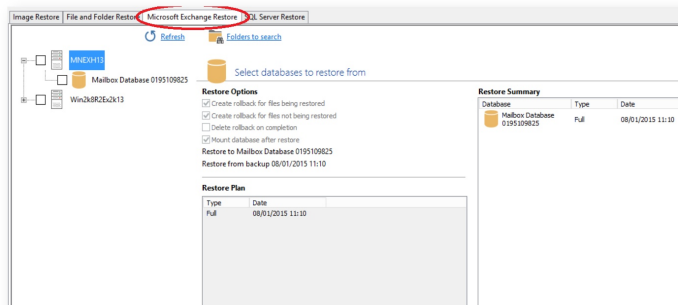 Image Restore File and Folder Restore Microsoft Exchange Restore SQL Server Restore
Refresh Folders to search
MNEXH13
Mailbox Database 0195109825
Win2k8R2Ex2k13
Select databases to restore from
Restore Options
Create rollback for files being restored
Create rollback for files not being restored
Delete rollback on completion
Mount database after restore
Restore to Mailbox Database 0195109825
Restore from backup 08/01/2015 11:10
Restore Plan
Type Date
Full 08/01/2015 11:10
Restore Summary
Database Type Date
Mailbox Database
0195109825 Full 08/01/2015 11:10